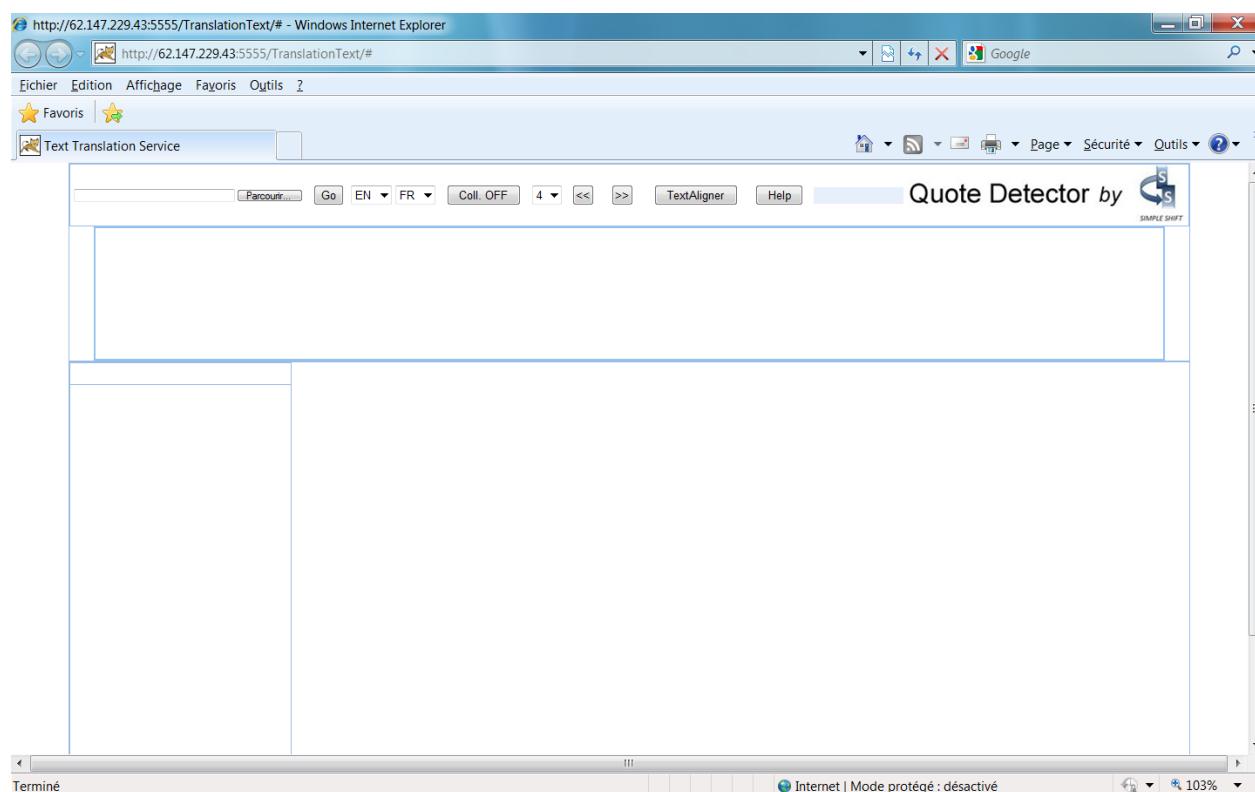 http://62.147.229.43:5555/TranslationText/# - Windows Internet Explorer
http://62.147.229.43:5555/TranslationText/#
Google
Eichier Edition Affichage Favoris Outils ?
Favoris
Text Translation Service
Page Sécurité Outils
Parcourir... Go EN FR Coll. OFF 4 << >> TextAligner Help Quote Detector by
S
S
SIMPLE SHIFT
Terminé
Internet | Mode protégé : désactivé
103%